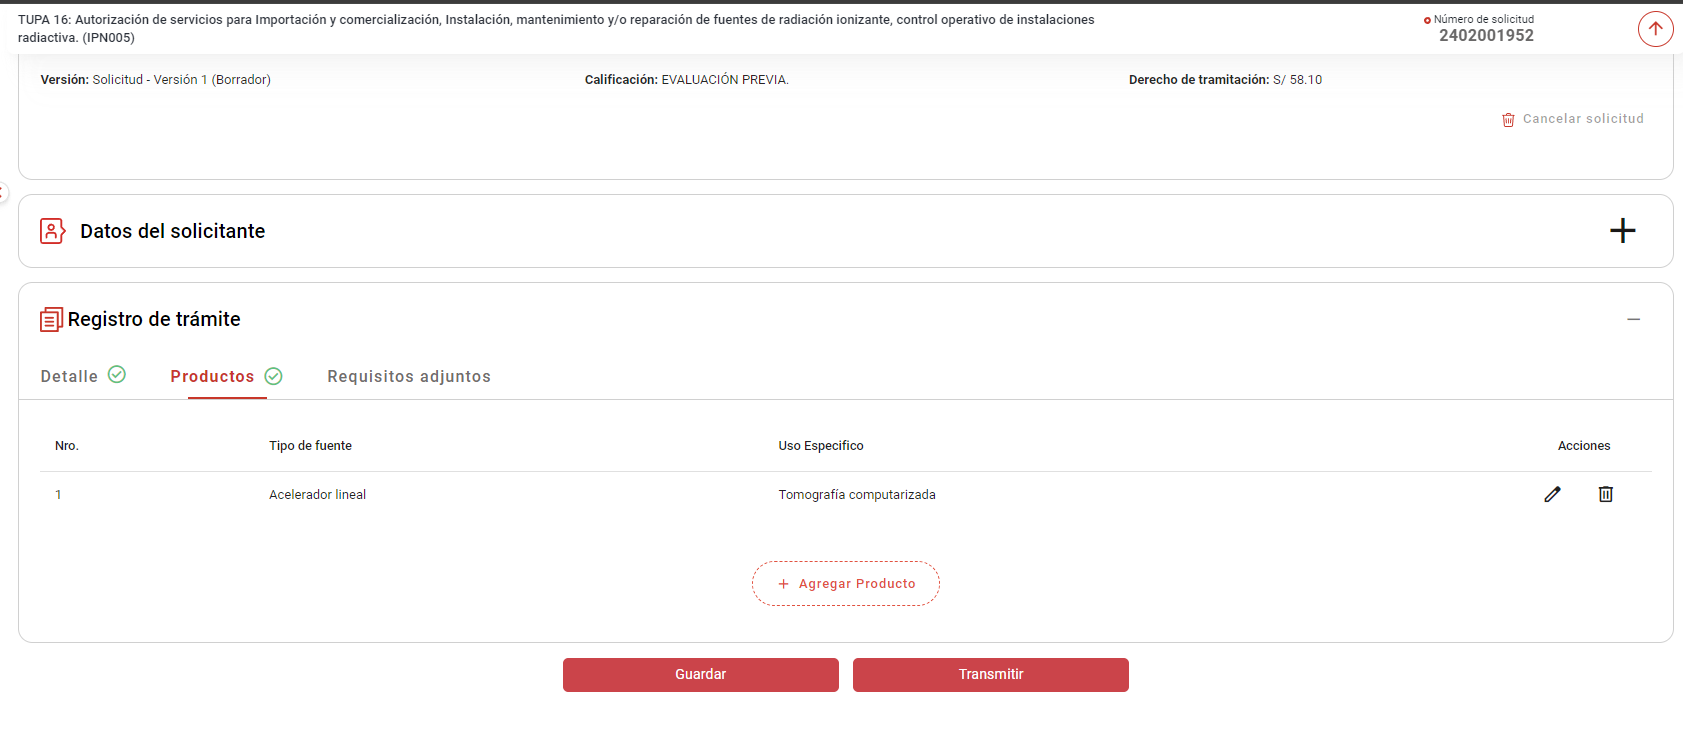 TUPA 16: Autorización de servicios para Importación y comercialización, Instalación, mantenimiento y/o reparación de fuentes de radiación ionizante, control operativo de instalaciones
radiactiva. (IPN005)
Número de solicitud
2402001952
Versión: Solicitud - Versión 1 (Borrador)
Calificación: EVALUACIÓN PREVIA.
Derecho de tramitación: S/ 58.10
Cancelar solicitud
Datos del solicitante
Registro de trámite
Detalle
Productos
Requisitos adjuntos
Nro.
Tipo de fuente
Uso Especifico
Acciones
1
Acelerador lineal
Tomografía computarizada
+ Agregar Producto
Guardar
Transmitir